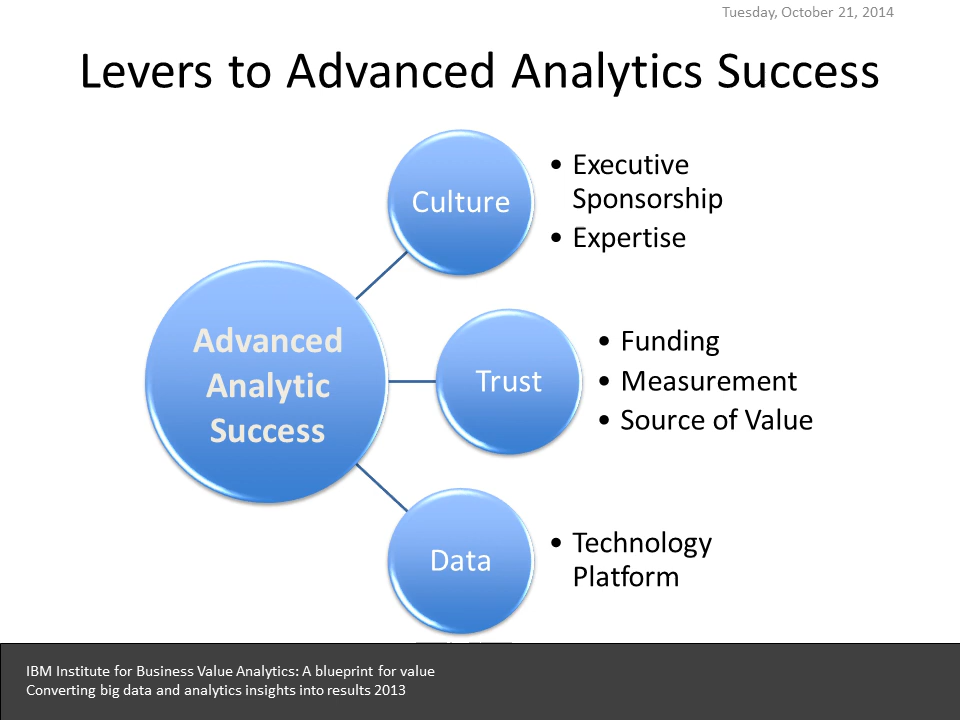 Tuesday, October 21, 2014
Levers to Advanced Analytics Success
Culture
• Executive
Sponsorship
• Expertise
Advanced
Analytic
Success
Trust
• Funding
• Measurement
• Source of Value
Data
• Technology
Platform
IBM Institute for Business Value Analytics: A blueprint for value
Converting big data and analytics insights into results 2013